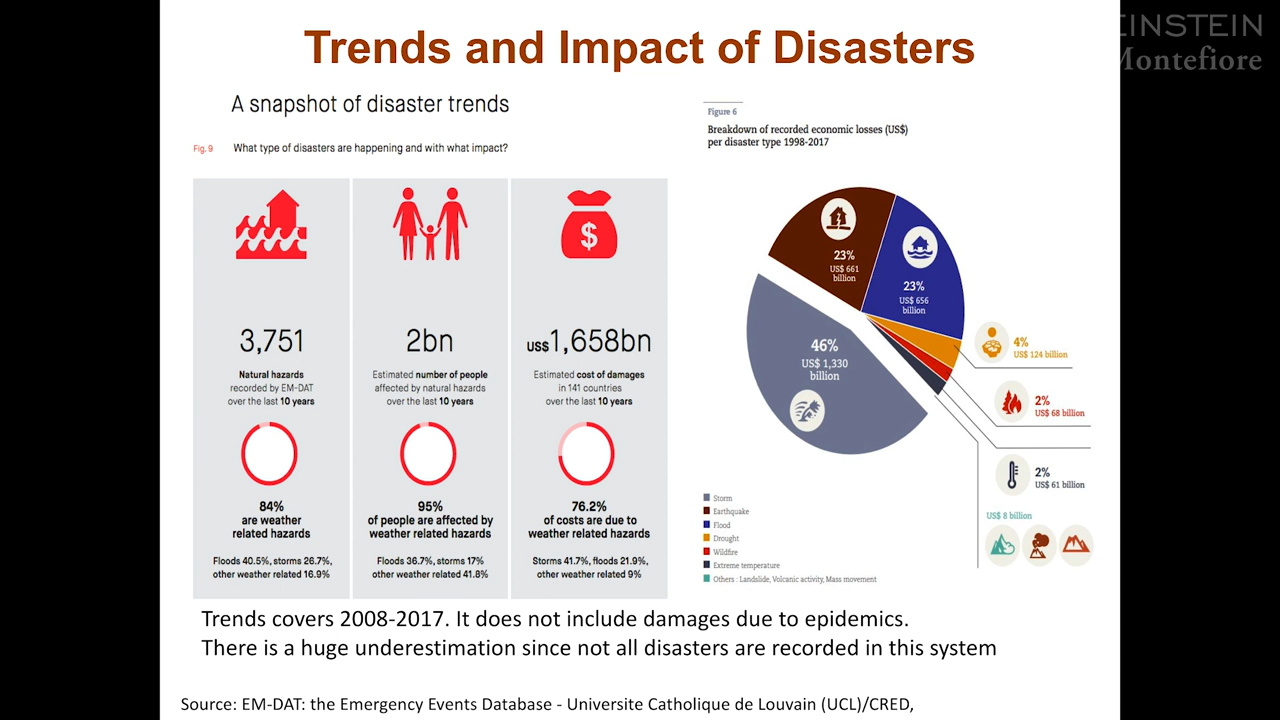 EINSTEIN
Montefiore
Trends and Impact of Disasters
A snapshot of disaster trends
Fig. 9 What type of disasters are happening and with what impact?
3,751
Natural hazards
recorded by EM-DAT
over the last 10 years
84%
are weather
related hazards
Floods 40.5%, storms 26.7%,
other weather related 16.9%
2bn
Estimated number of people
affected by natural hazards
over the last 10 years
95%
of people are affected by
weather related hazards
Floods 36.7%, storms 17%
other weather related 41.8%
$
US$1,658bn
Estimated cost of damages
in 141 countries
over the last 10 years
76.2%
of costs are due to
weather related hazards
Storms 41.7%, floods 21.9%,
other weather related 9%
Figure 6
Breakdown of recorded economic losses (US$)
per disaster type 1998-2017
23%
US$ 661
billion
23%
US$ 656
billion
46%
US$ 1,330
billion
4%
US$ 124 billion
2%
US$ 68 billion
2%
US$ 61 billion
US$ 8 billion
Storm
Earthquake
Flood
Drought
Wildfire
Extreme temperature
Others : Landslide, Volcanic activity, Mass movement
Trends covers 2008-2017. It does not include damages due to epidemics.
There is a huge underestimation since not all disasters are recorded in this system
Source: EM-DAT: the Emergency Events Database - Universite Catholique de Louvain (UCL)/CRED,